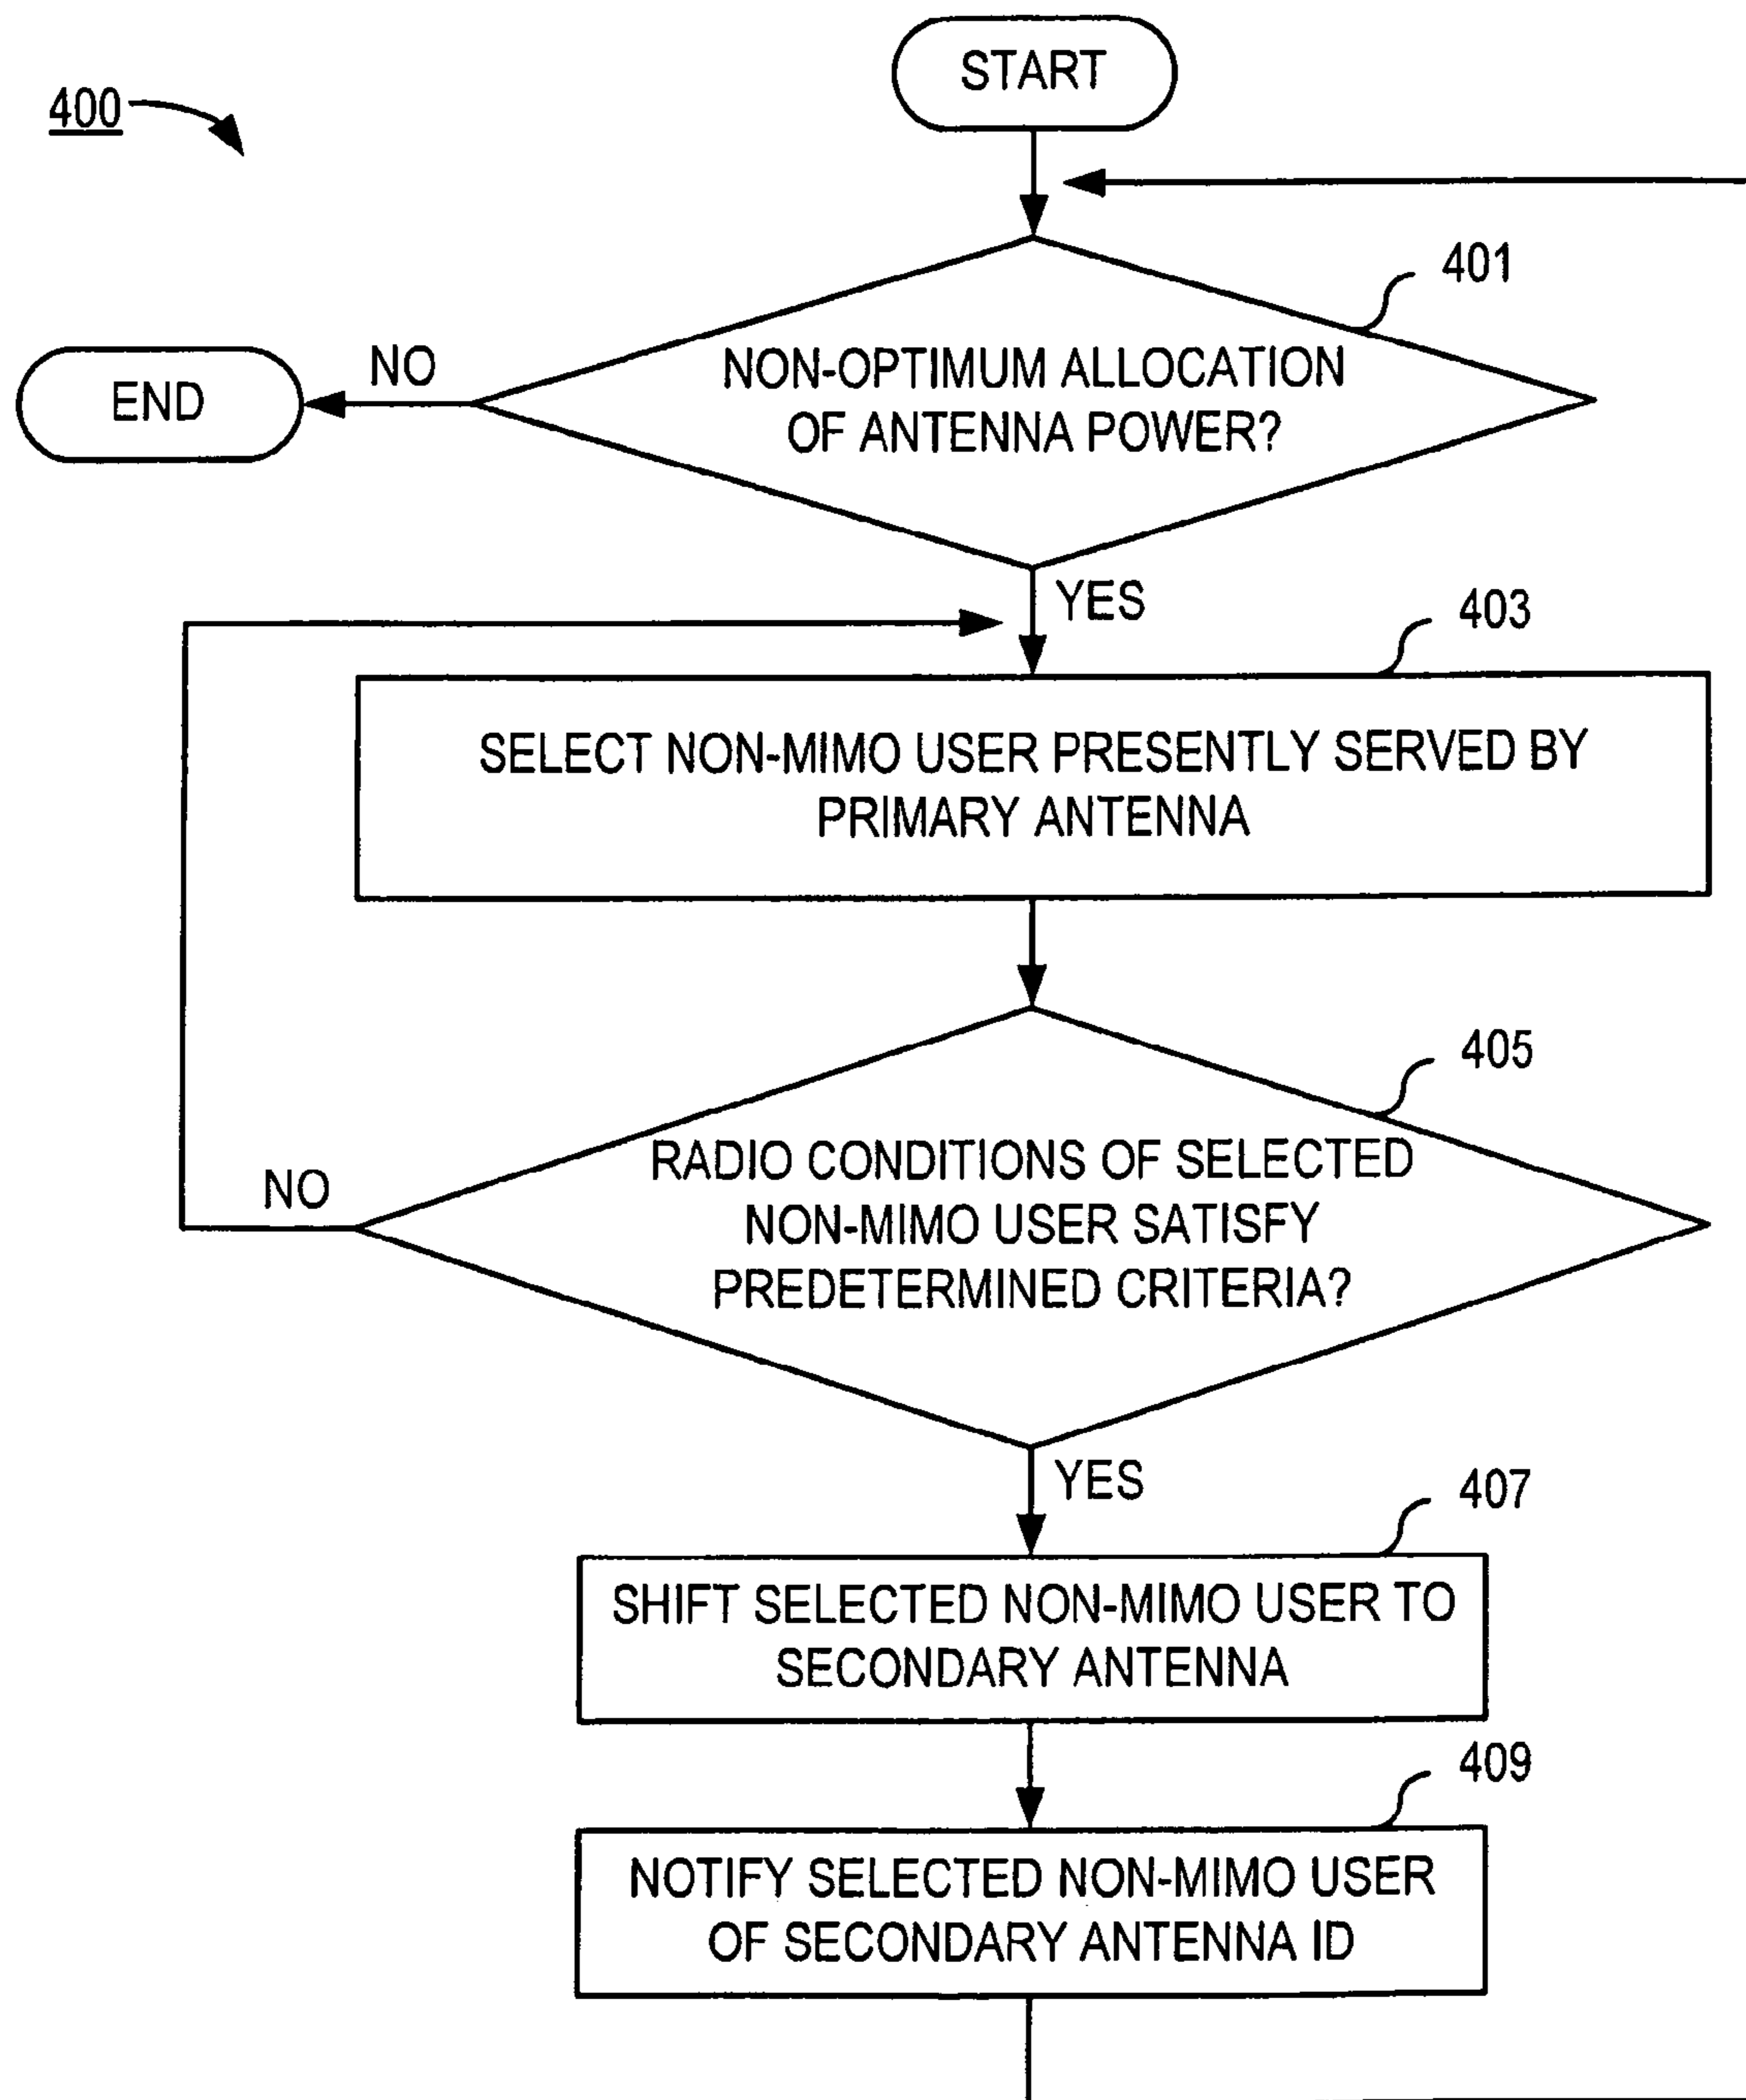 START
400
401
NON-OPTIMUM ALLOCATION
OF ANTENNA POWER?
NO
END
YES
403
SELECT NON-MIMO USER PRESENTLY SERVED BY
PRIMARY ANTENNA
405
RADIO CONDITIONS OF SELECTED
NON-MIMO USER SATISFY
PREDETERMINED CRITERIA?
NO
YES
407
SHIFT SELECTED NON-MIMO USER TO
SECONDARY ANTENNA
409
NOTIFY SELECTED NON-MIMO USER
OF SECONDARY ANTENNA ID